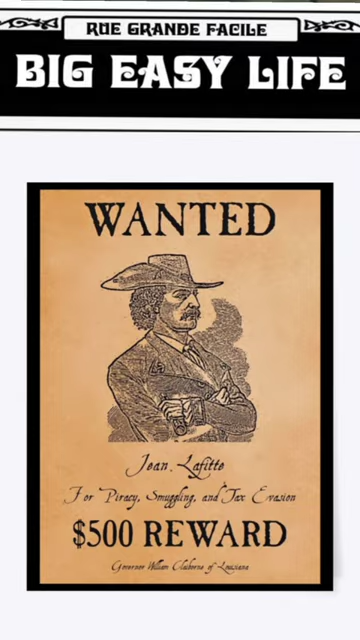 RUE GRANDE FACILE
BIG EASY LIFE
WANTED
Jean Lafitte
For Piracy, Smuggling, and Tax Evasion
$500 REWARD
Governor William Claiborne of Louisiana